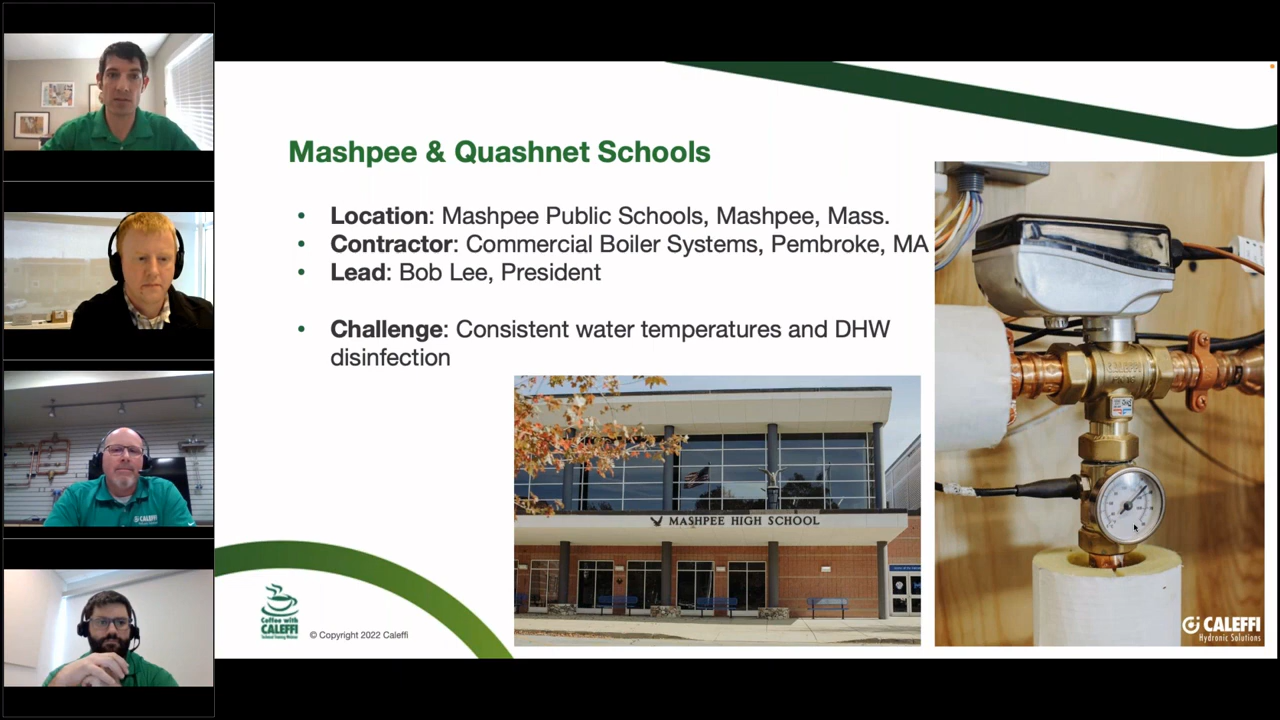 Mashpee & Quashnet Schools
• Location: Mashpee Public Schools, Mashpee, Mass.
• Contractor: Commercial Boiler Systems, Pembroke, MA
• Lead: Bob Lee, President
• Challenge: Consistent water temperatures and DHW
disinfection
MASHPEE HIGH SCHOOL
Coffee with
CALEFFI
© Copyright 2022 Caleffi
CALEFFI
Hydronic Solutions
CALEFFI